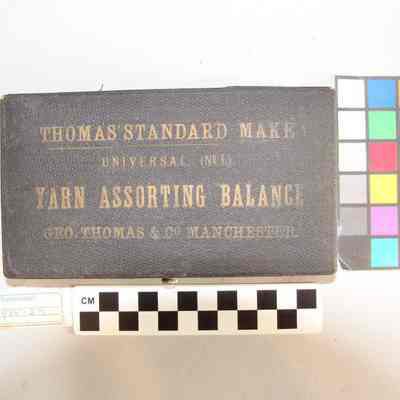 THOMAS' STANDARD MAKE
UNIVERSAL (No 1).
YARN ASSORTING BALANCE
GEO. THOMAS & Co MANCHESTER.
CM